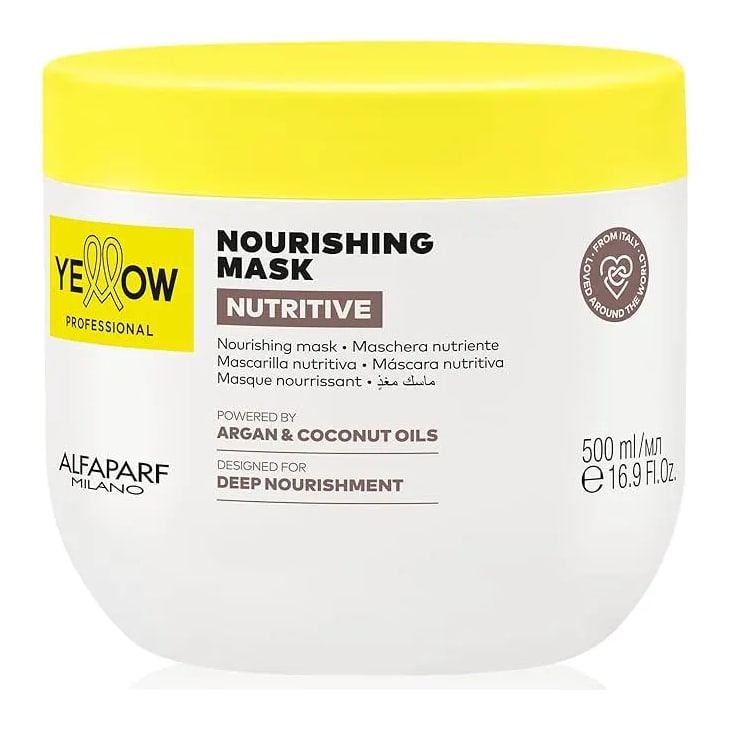 YELLOW
PROFESSIONAL
NOURISHING
MASK
NUTRITIVE
Nourishing mask • Maschera nutriente
Mascarilla nutritiva • Máscara nutritiva
Masque nourrissant • ماسك مغذٍ
POWERED BY
ARGAN & COCONUT OILS
DESIGNED FOR
DEEP NOURISHMENT
ALFAPARF
MILANO
• FROM ITALY •
LOVED AROUND THE WORLD
500 ml/мл
℮ 16.9 Fl.Oz.